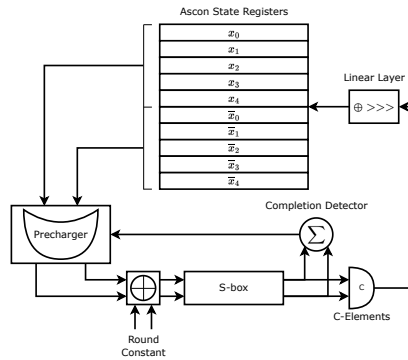 Ascon State Registers
x₀
x₁
x₂
x₃
x₄
x̅₀
x̅₁
x̅₂
x̅₃
x̅₄
Linear Layer
⊕ >>>
Completion Detector
Precharger
Σ
S-box
C
C-Elements
Round
Constant